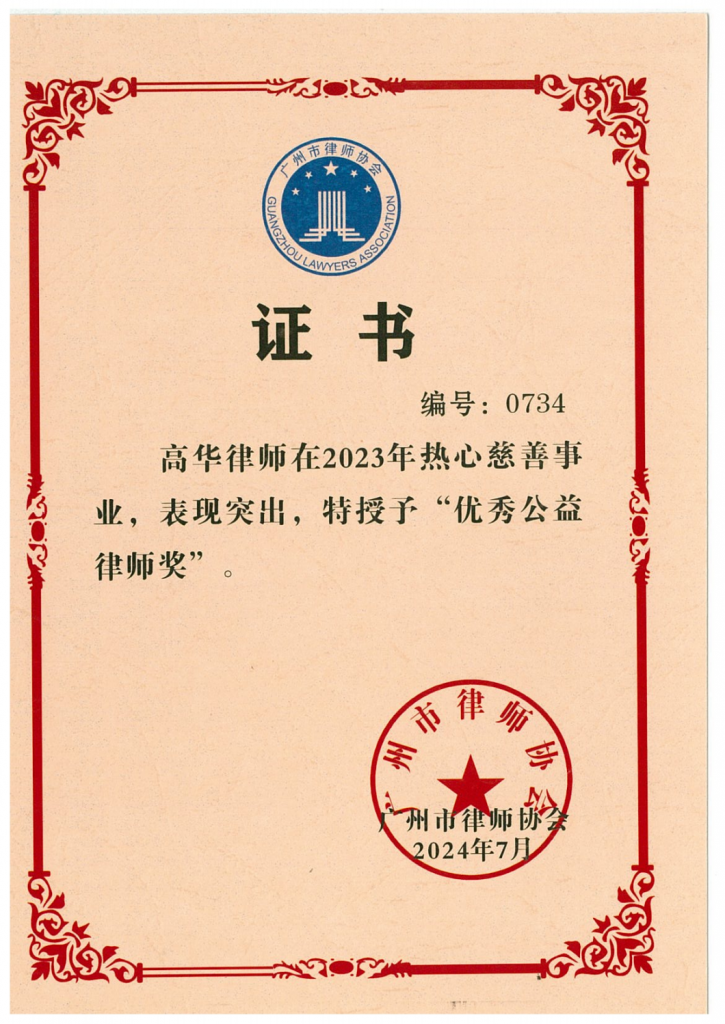 广州市律师协会
GUANGZHOU LAWYERS ASSOCIATION
证书
编号：0734
高华律师在2023年热心慈善事
业，表现突出，特授予“优秀公益
律师奖”。
广州市律师协会
广州市律师协会
2024年7月